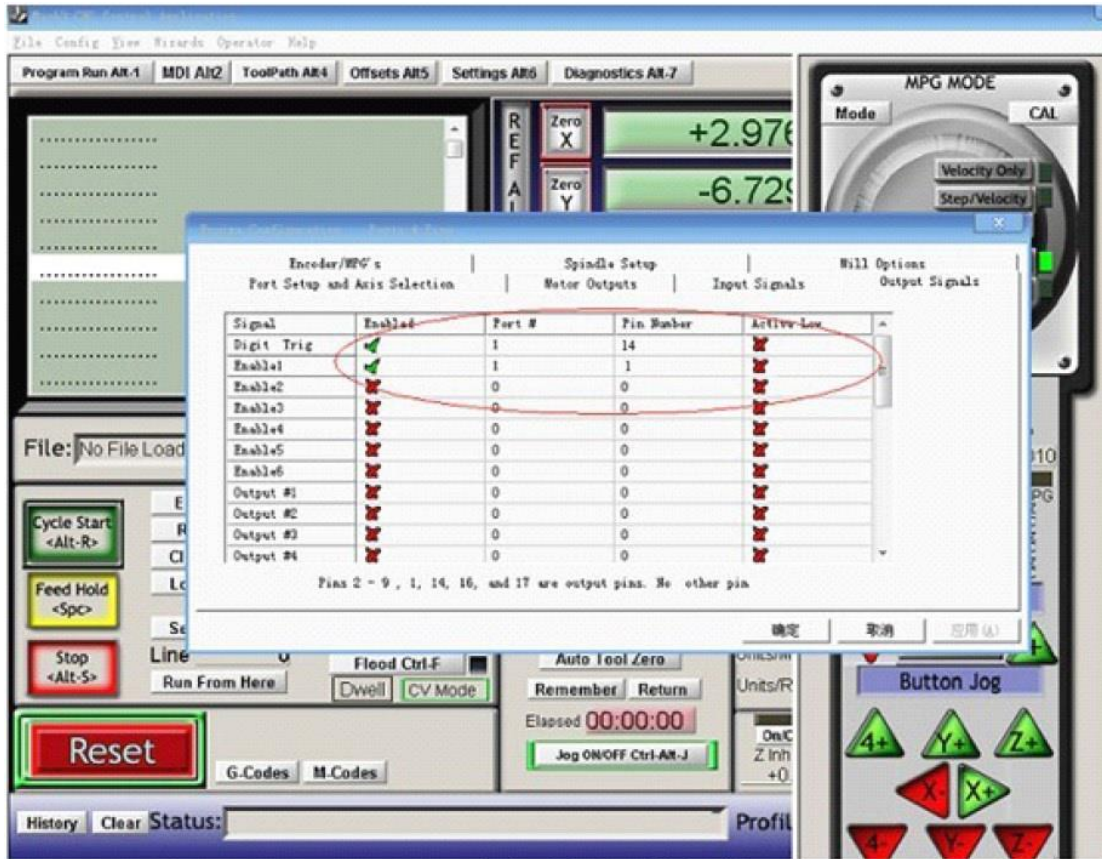 File Config View Wizards Operator Help
Program Run Alt-1 MDI Alt2 ToolPath Alt4 Offsets Alt5 Settings Alt6 Diagnostics Alt-7
MPG MODE
Mode
CAL
REF
Zero X
+2.976
Velocity Only
Zero Y
-6.729
Step/Velocity
Encoder/MPG's
Spindle Setup
Mill Options
Port Setup and Axis Selection
Motor Outputs
Input Signals
Output Signals
Signal Enabled Port # Pin Number Active Low
Digit Trig 1 14
Enable1 1 1
Enable2 0 0
Enable3 0 0
Enable4 0 0
Enable5 0 0
Enable6 0 0
Output #1 0 0
Output #2 0 0
Output #3 0 0
Output #4 0 0
Pins 2 - 9 , 1, 14, 16, and 17 are output pins. No other pin
确定 取消 应用(A)
File: No File Load
Cycle Start
<Alt-R>
Feed Hold
<Spc>
Stop
<Alt-S>
Line
Run From Here
Flood Ctrl-F
Dwell CV Mode
Auto Tool Zero
Remember Return
Elapsed 00:00:00
Jog ON/OFF Ctrl-Alt-J
Units/R
Z Inh
+0.
Button Jog
4+ Y+ Z+
X- X+
4- Y- Z-
Reset
G-Codes M-Codes
History Clear Status:
Profil